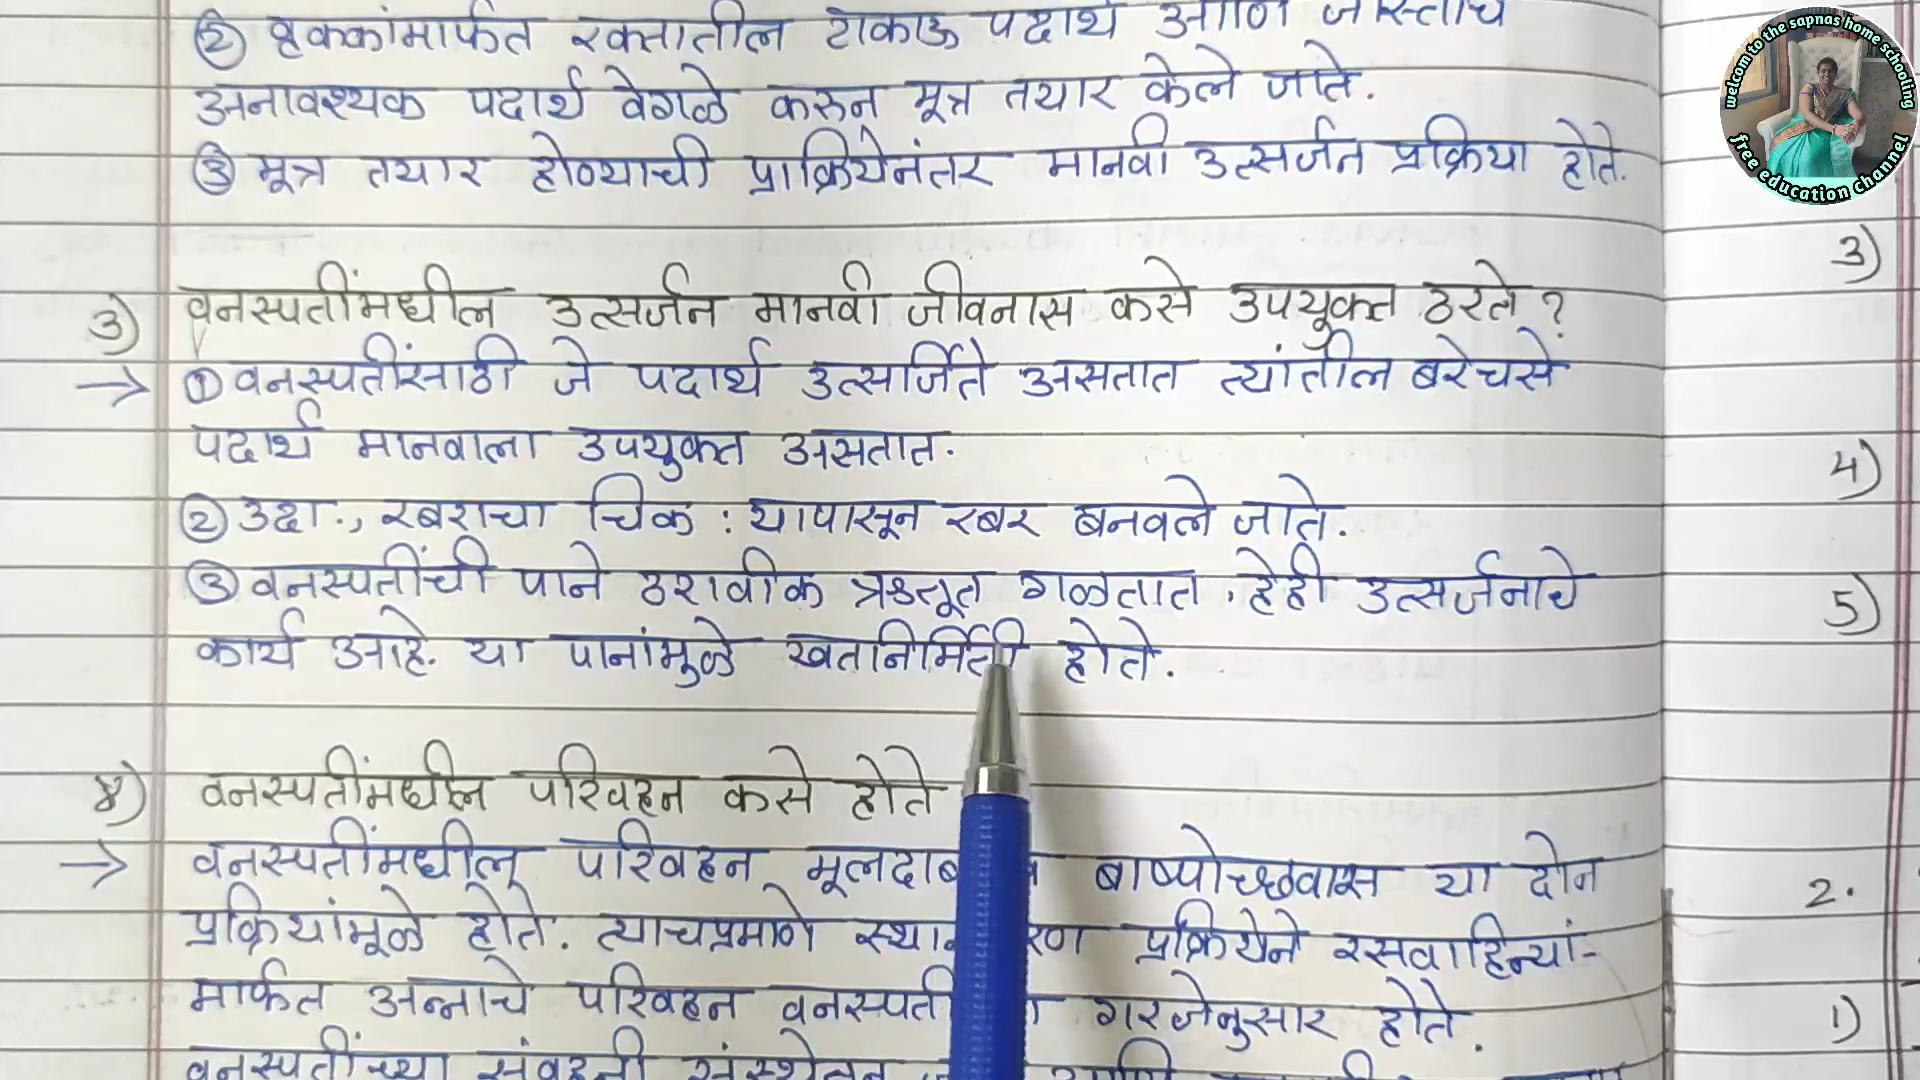 ② वृक्कांमार्फत रक्तातील टाकाऊ पदार्थ आणि जास्तीचे
अनावश्यक पदार्थ वेगळे करून मूत्र तयार केले जाते.
③ मूत्र तयार होण्याची प्राक्रियेनंतर मानवी उत्सर्जन प्रक्रिया होते.
३) वनस्पतींमधील उत्सर्जन मानवी जीवनास कसे उपयुक्त ठरते ?
→ ① वनस्पतींसाठी जे पदार्थ उत्सर्जिते असतात त्यांतील बरेचसे
पदार्थ मानवाला उपयुक्त असतात.
② उदा., रबराचा चिक : यापासून रबर बनवले जाते.
③ वनस्पतींची पाने ठरावीक ऋतूत गळतात. हेही उत्सर्जनाचे
कार्य आहे. या पानांमुळे खतनिर्मिती होते.
४) वनस्पतींमधील परिवहन कसे होते
→ वनस्पतींमधील परिवहन मूलदाब बाष्पोच्छवास या दोन
प्रक्रियांमूळे होते. त्याचप्रमाणे प्रक्रियेने रसवाहिन्यां-
मार्फत अन्नाचे परिवहन गरजेनुसार होते.
वनस्पतींच्या संवहनी
3)
4)
5)
2.
1)
welcom to the sapnas home schooling
free education channel